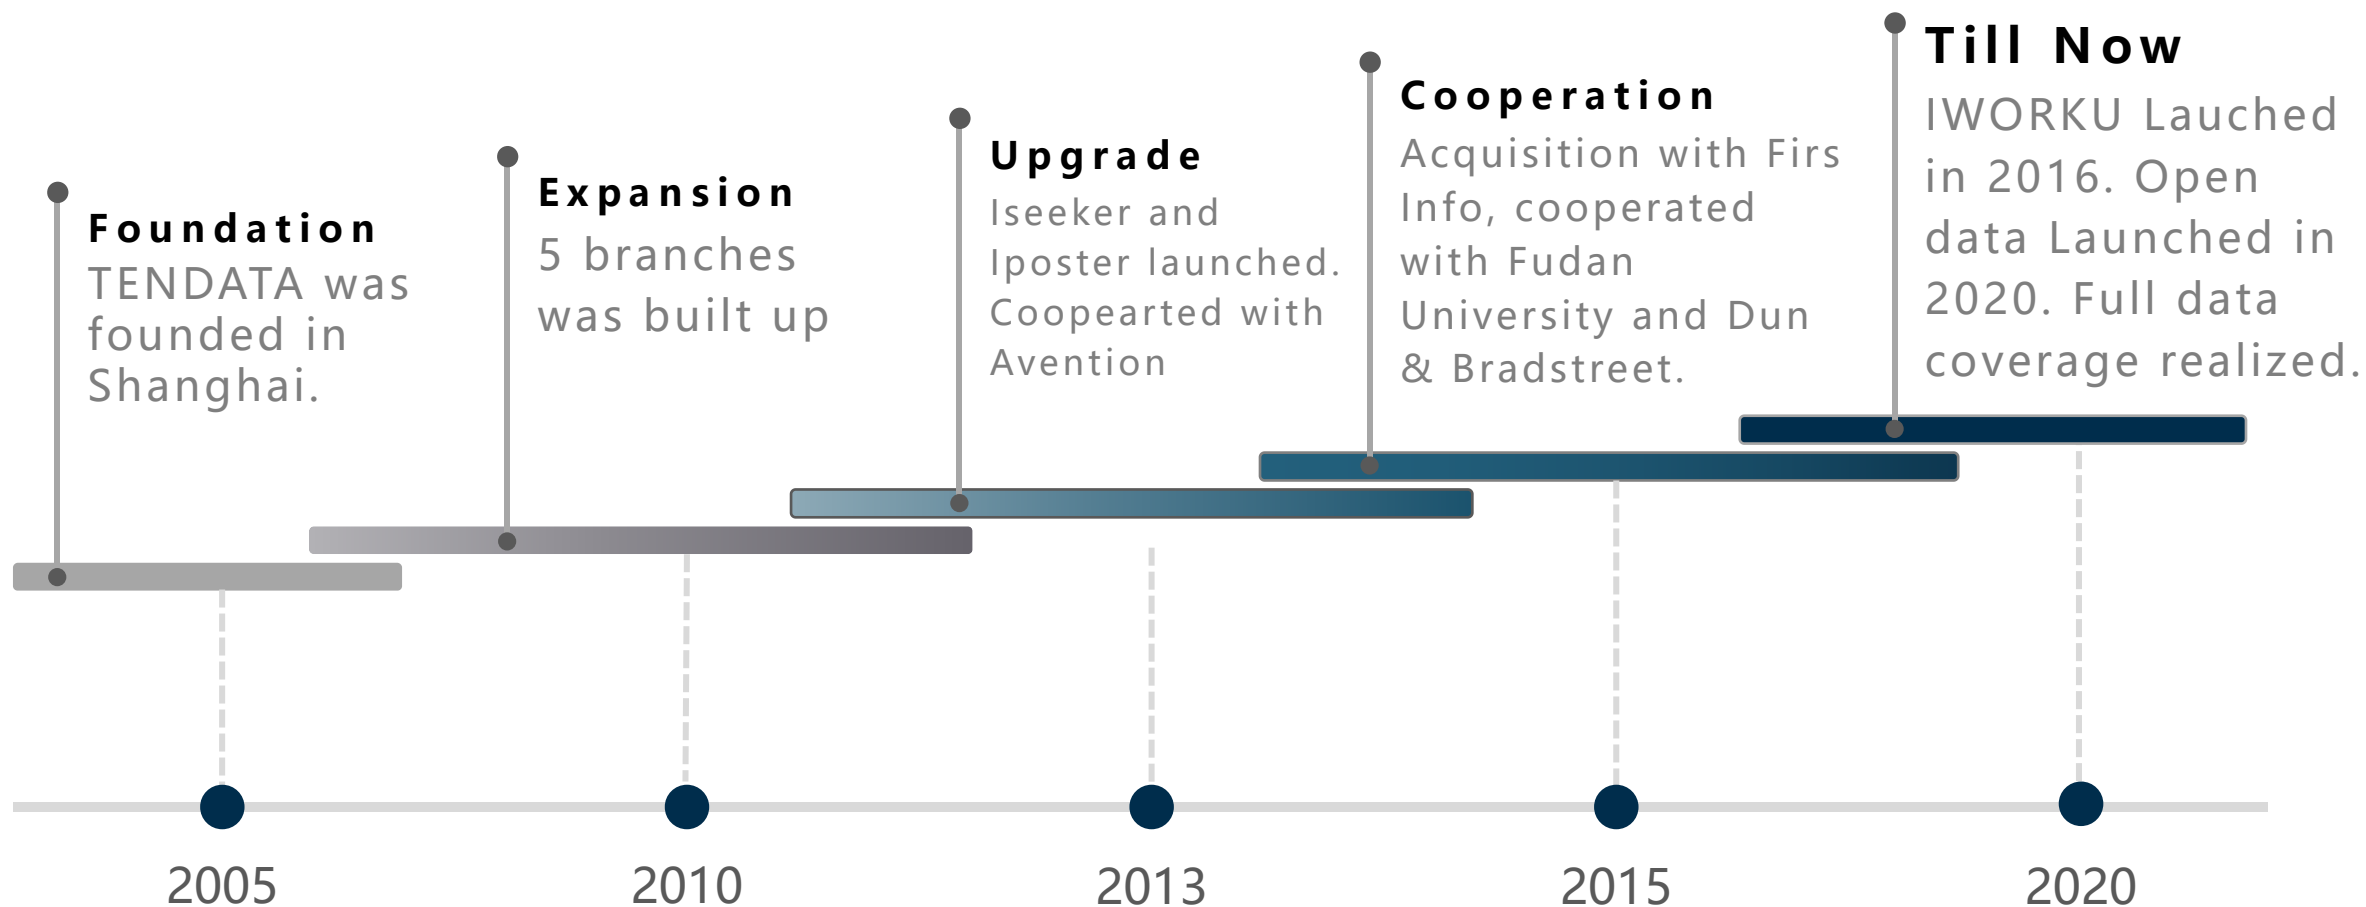 Foundation
TENDATA was
founded in
Shanghai.
Expansion
5 branches
was built up
Upgrade
Iseeker and
Iposter launched.
Coopearted with
Avention
Cooperation
Acquisition with Firs
Info, cooperated
with Fudan
University and Dun
& Bradstreet.
Till Now
IWORKU Lauched
in 2016. Open
data Launched in
2020. Full data
coverage realized.
2005
2010
2013
2015
2020